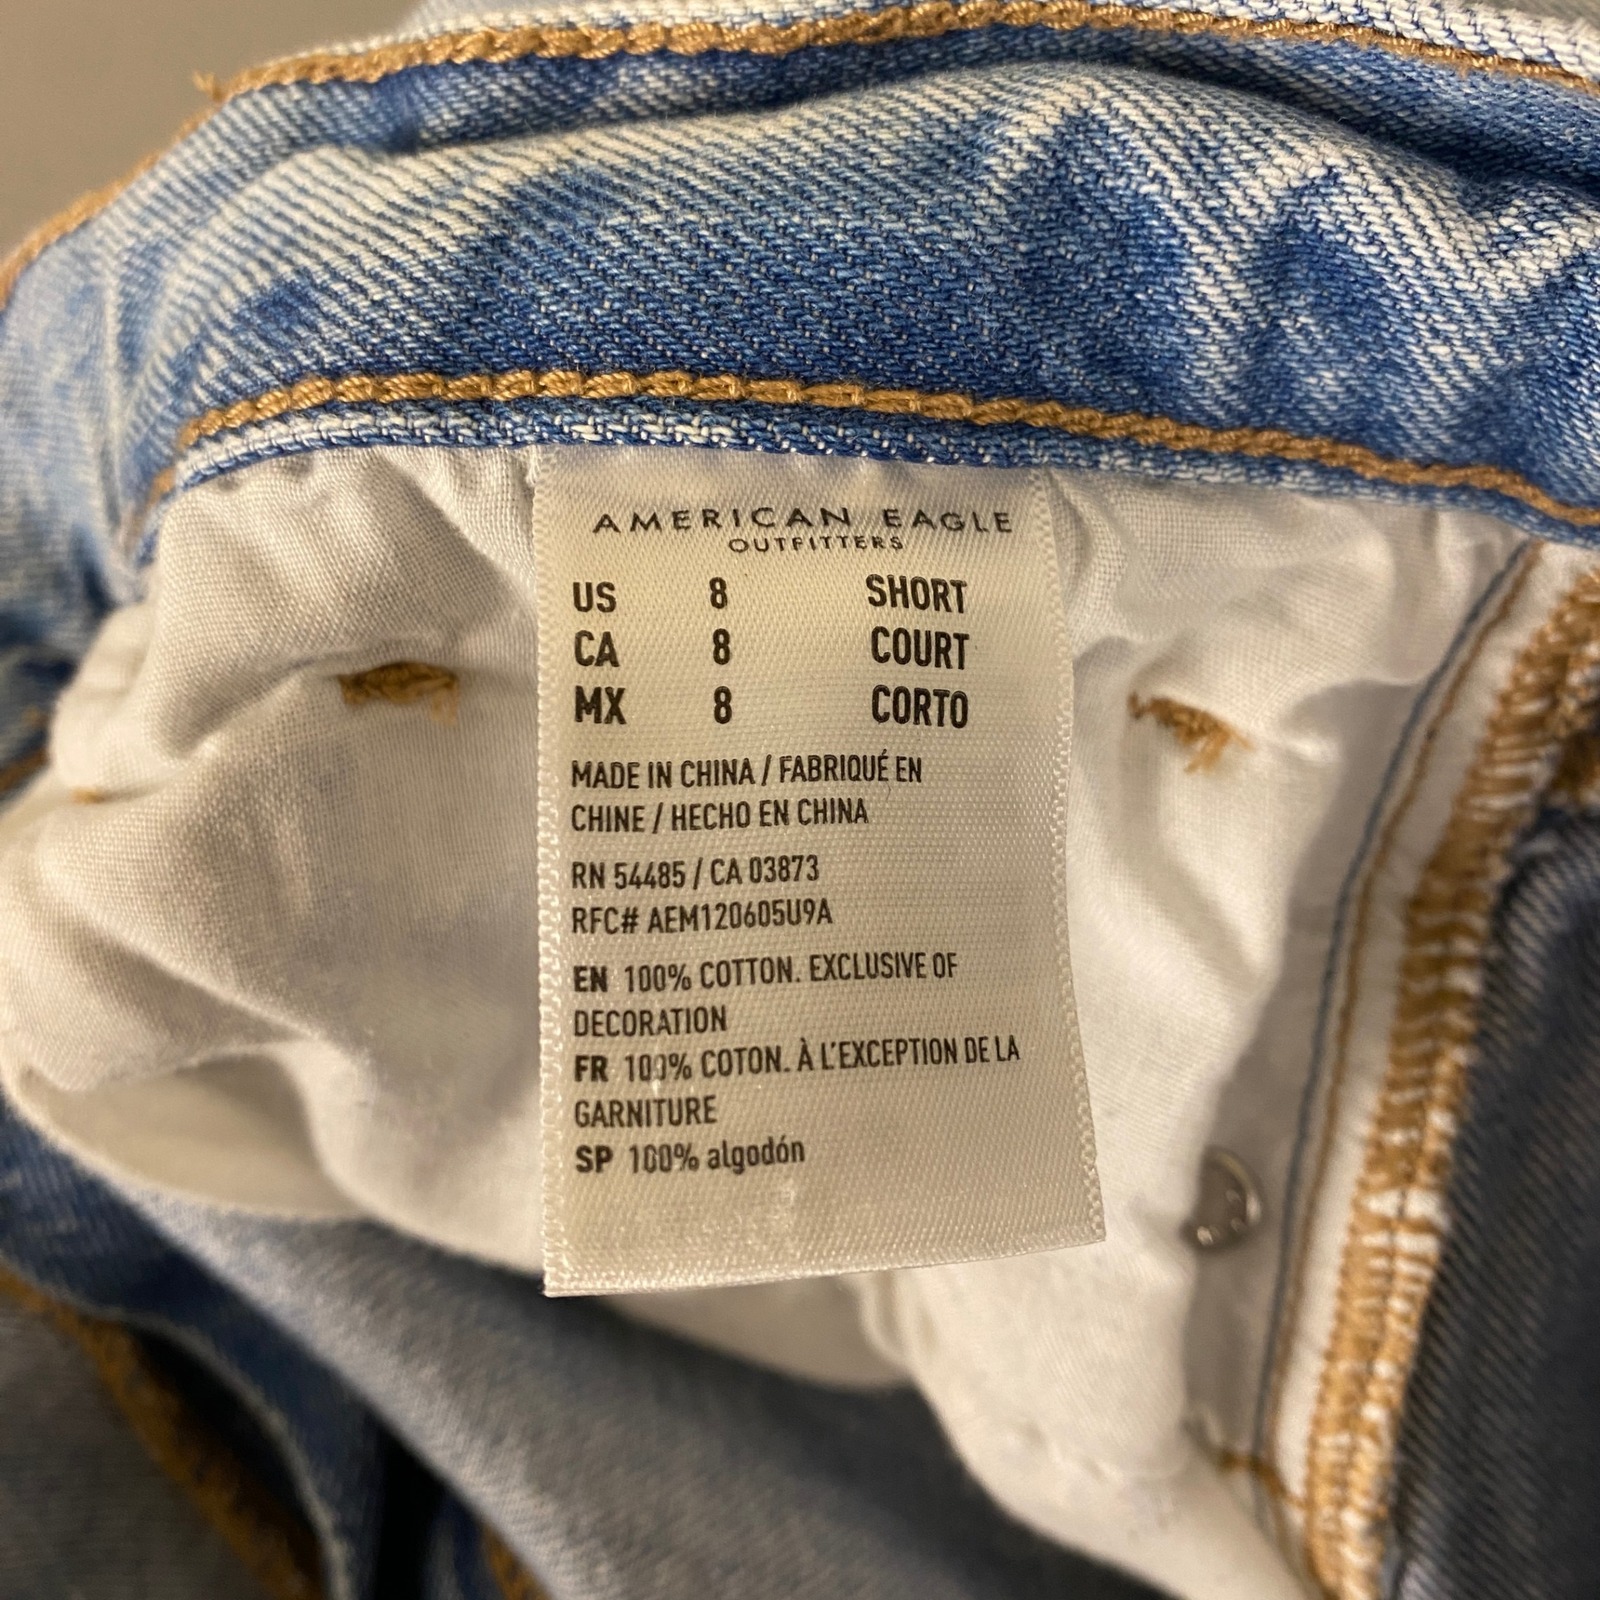 AMERICAN EAGLE
OUTFITTERS
US 8 SHORT
CA 8 COURT
MX 8 CORTO
MADE IN CHINA / FABRIQUÉ EN
CHINE / HECHO EN CHINA
RN 54485 / CA 03873
RFC# AEM120605U9A
EN 100% COTTON. EXCLUSIVE OF
DECORATION
FR 100% COTON. À L'EXCEPTION DE LA
GARNITURE
SP 100% algodón